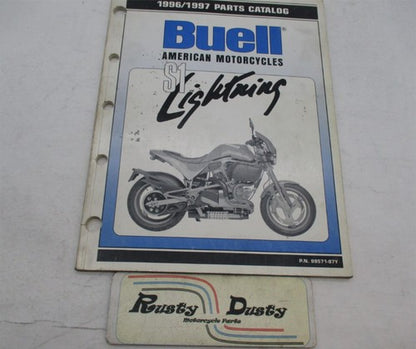 1996/1997 PARTS CATALOG
Buell®
AMERICAN MOTORCYCLES
S1
Lightning
P.N. 99571-97Y
Rusty Dusty
Motorcycle Parts